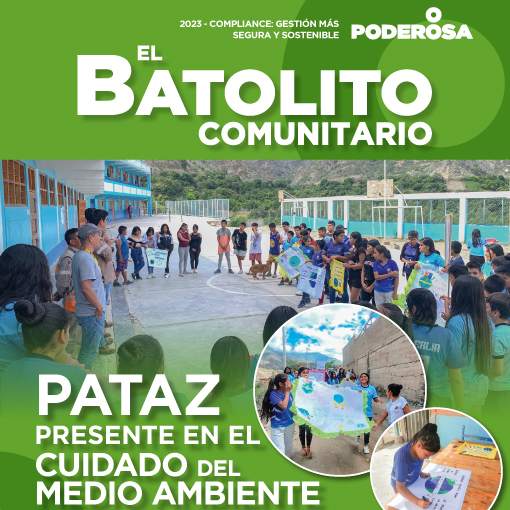 2023 - COMPLIANCE: GESTIÓN MÁS
SEGURA Y SOSTENIBLE
PODEROSA
EL
BATOLITO
COMUNITARIO
PATAZ
PRESENTE EN EL
CUIDADO DEL
MEDIO AMBIENTE